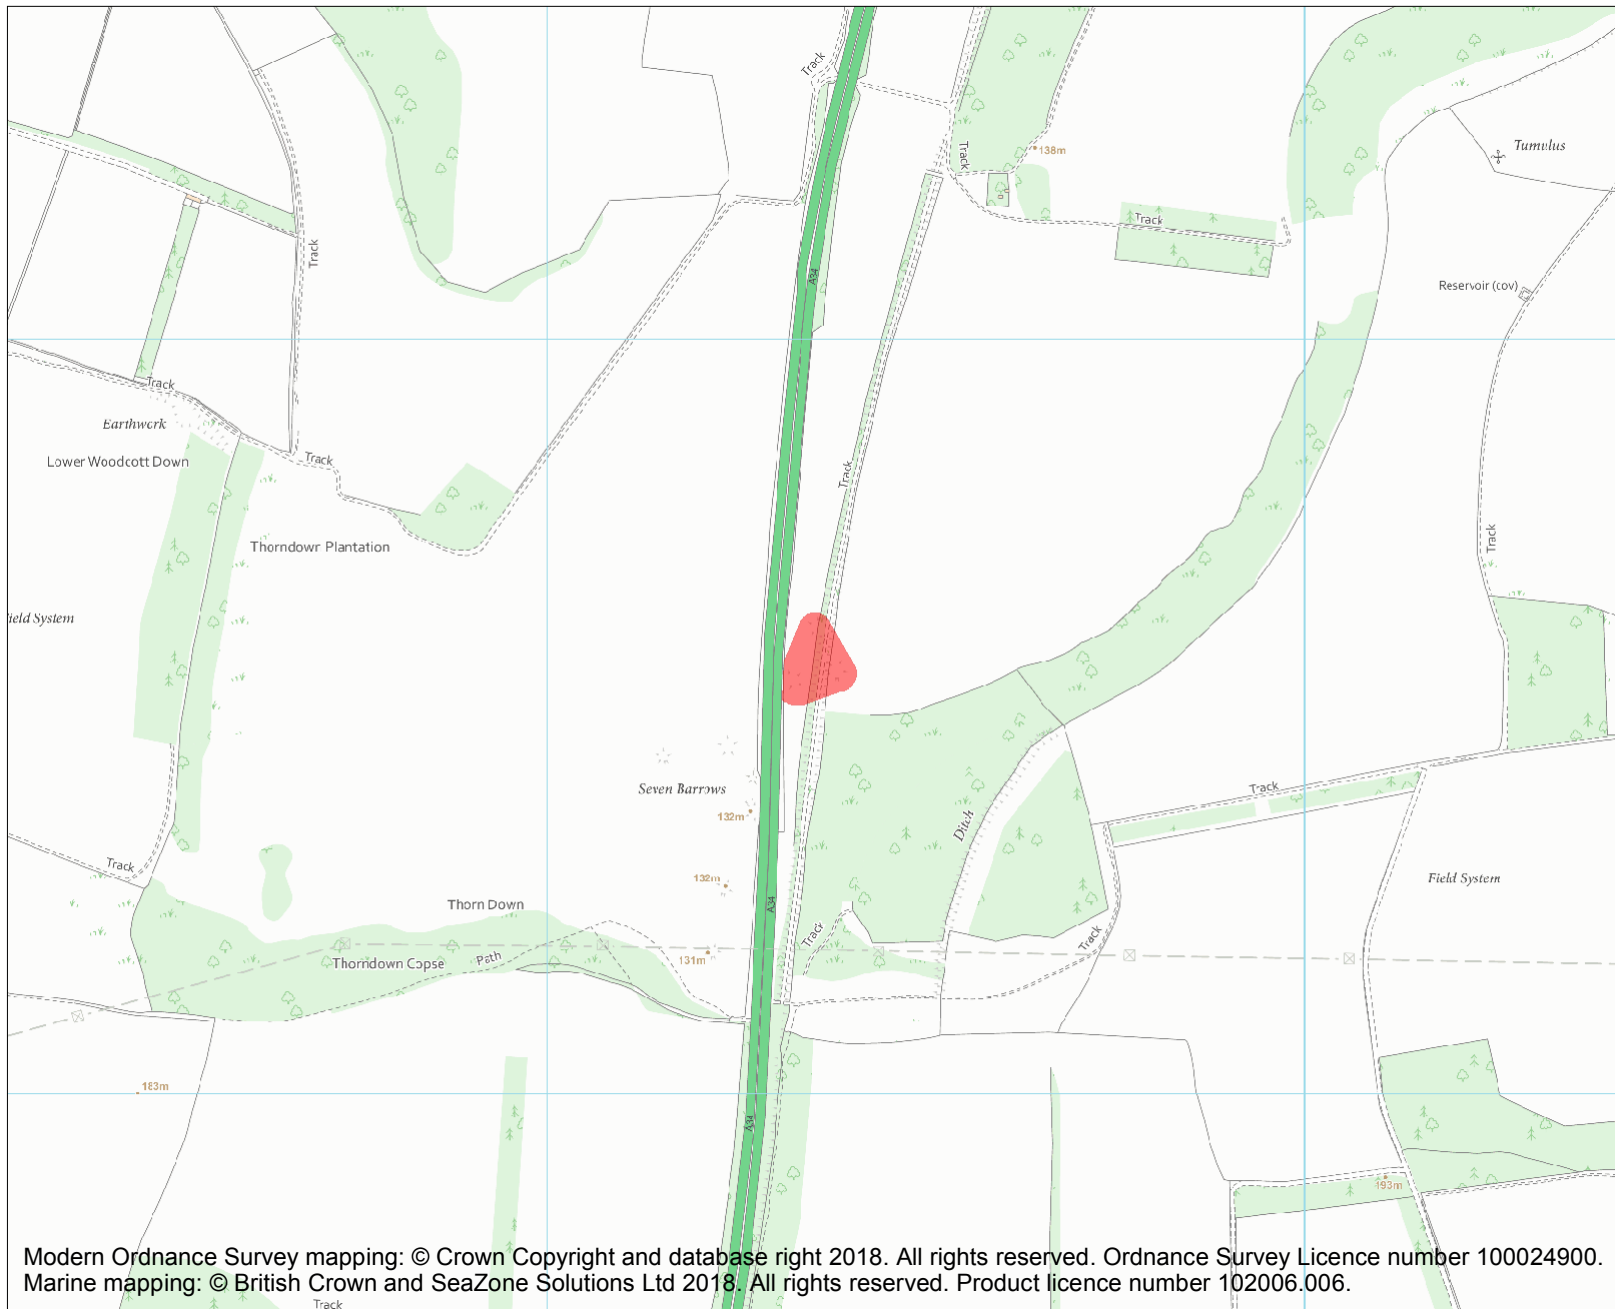 Track
Track
138m
Tumulus
Track
Track
A34
Reservoir (cov)
Track
Earthwork
Lower Woodcott Down
Track
Track
Track
Thorndown Plantation
ield System
Seven Barrows
132m
Track
Ditch
Track
132m
Field System
Thorn Down
A34
Track
Track
Path
Thorndown Copse
131m
183m
A34
193m
Modern Ordnance Survey mapping: © Crown Copyright and database right 2018. All rights reserved. Ordnance Survey Licence number 100024900.
Marine mapping: © British Crown and SeaZone Solutions Ltd 2018. All rights reserved. Product licence number 102006.006.
Track